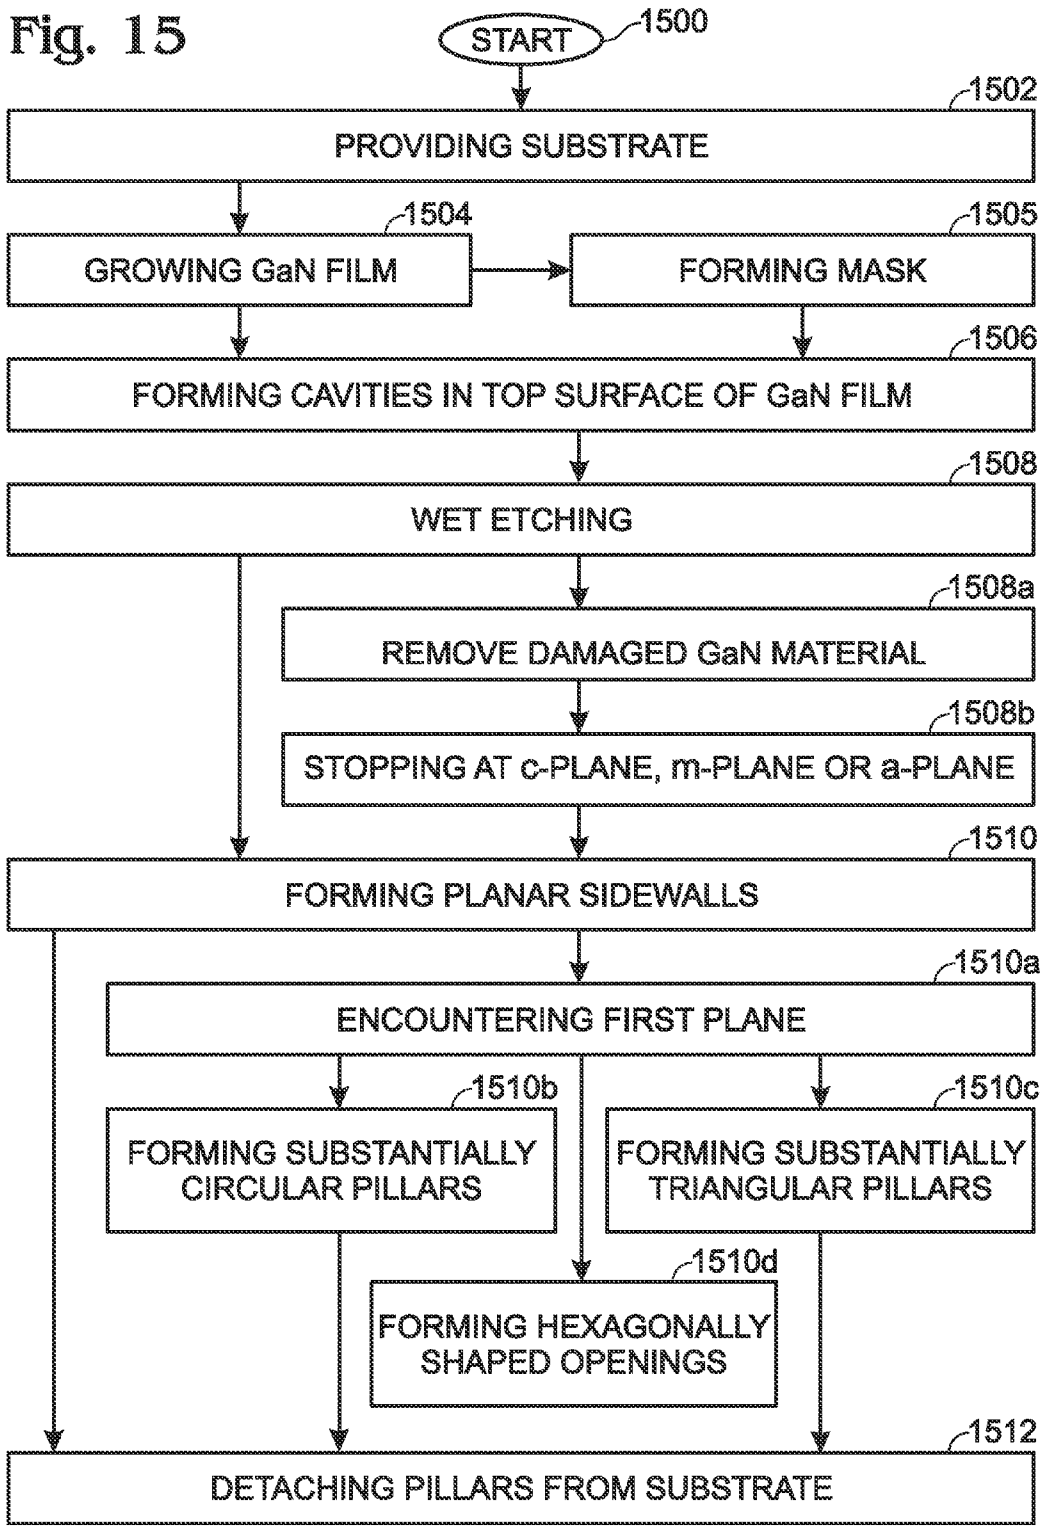 Fig. 15
START
1500
1502
PROVIDING SUBSTRATE
1504
GROWING GaN FILM
1505
FORMING MASK
1506
FORMING CAVITIES IN TOP SURFACE OF GaN FILM
1508
WET ETCHING
1508a
REMOVE DAMAGED GaN MATERIAL
1508b
STOPPING AT c-PLANE, m-PLANE OR a-PLANE
1510
FORMING PLANAR SIDEWALLS
1510a
ENCOUNTERING FIRST PLANE
1510b
FORMING SUBSTANTIALLY
CIRCULAR PILLARS
1510c
FORMING SUBSTANTIALLY
TRIANGULAR PILLARS
1510d
FORMING HEXAGONALLY
SHAPED OPENINGS
1512
DETACHING PILLARS FROM SUBSTRATE